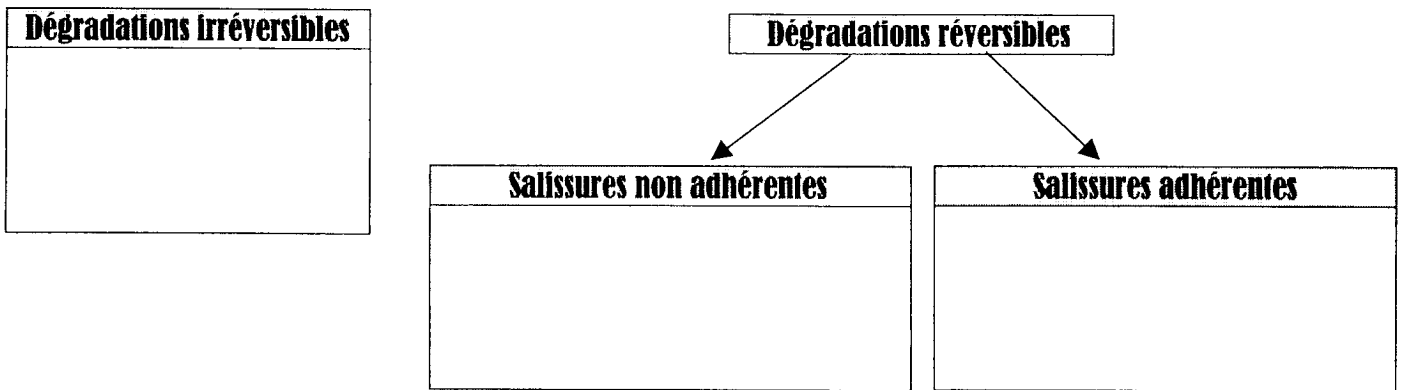 Dégradations irréversibles
Dégradations réversibles
Salissures non adhérentes
Salissures adhérentes